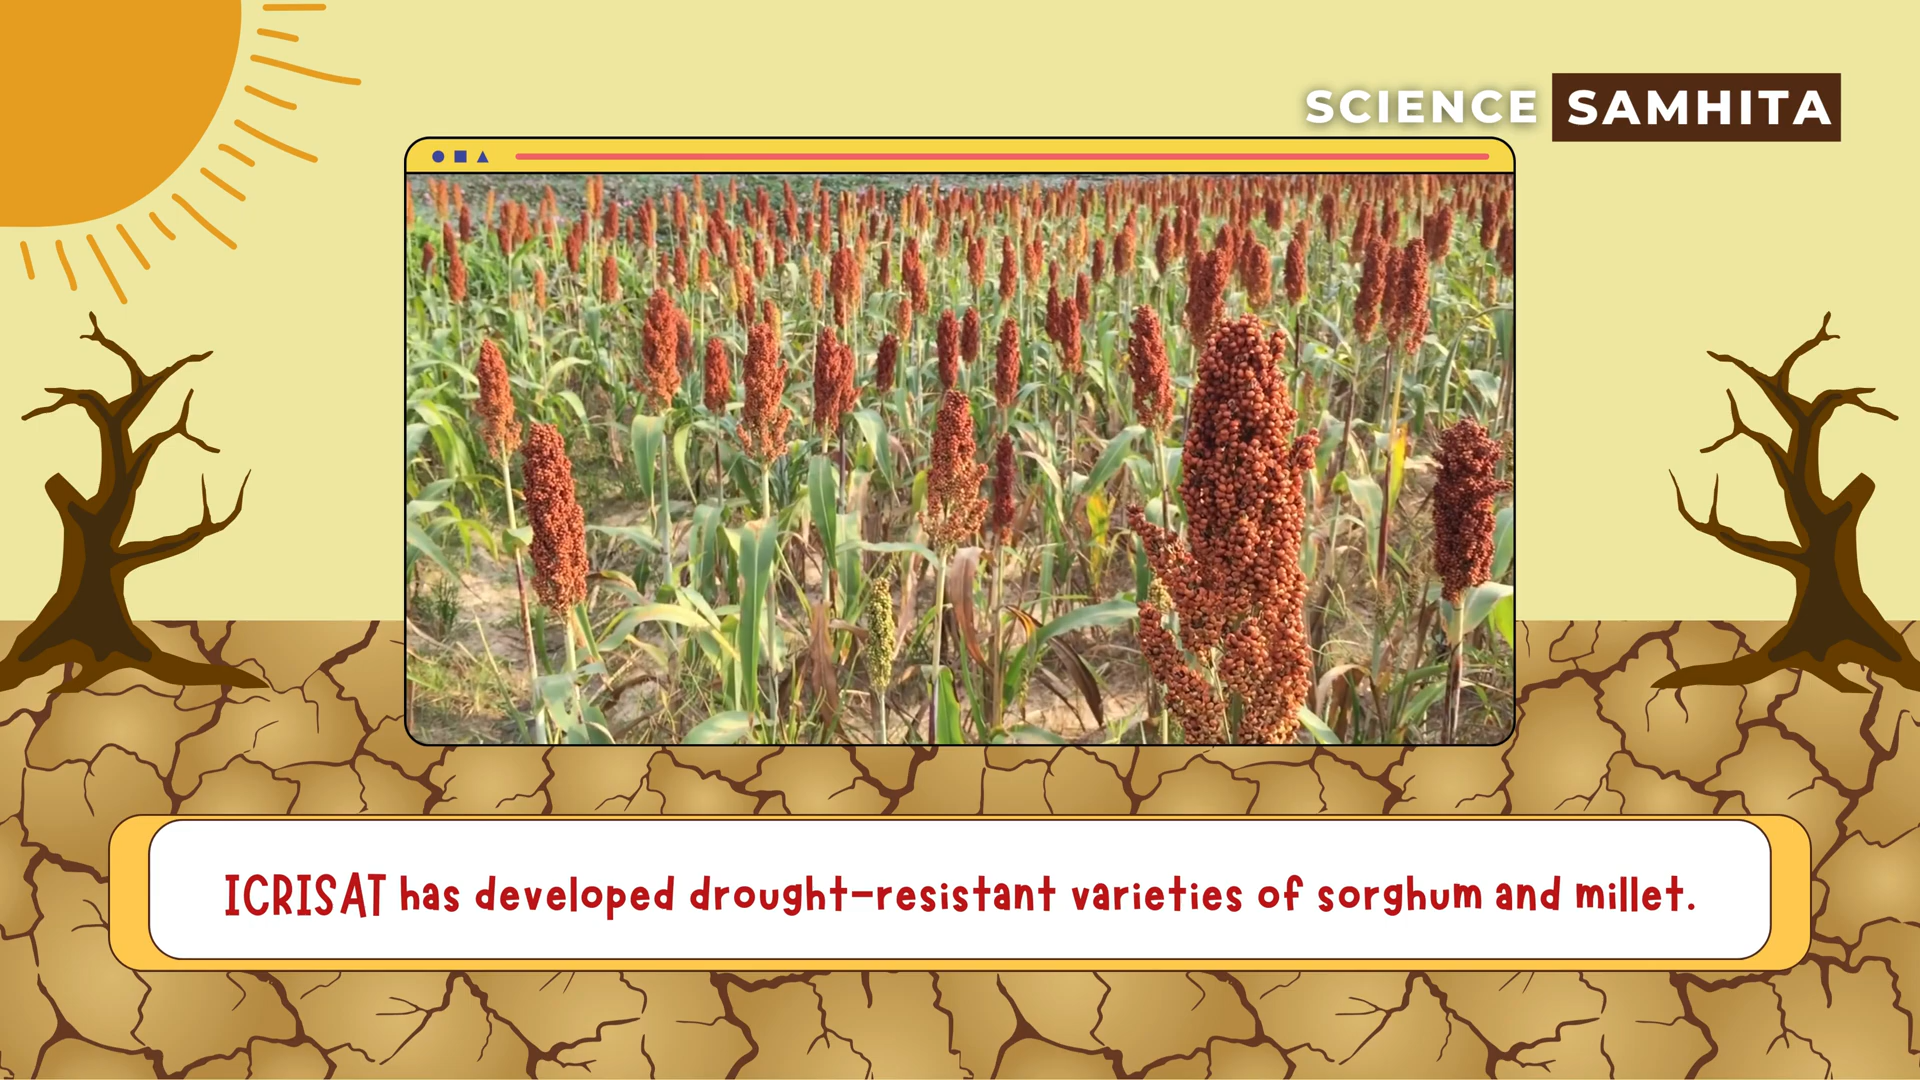 SCIENCE SAMHITA
ICRISAT has developed drought-resistant varieties of sorghum and millet.